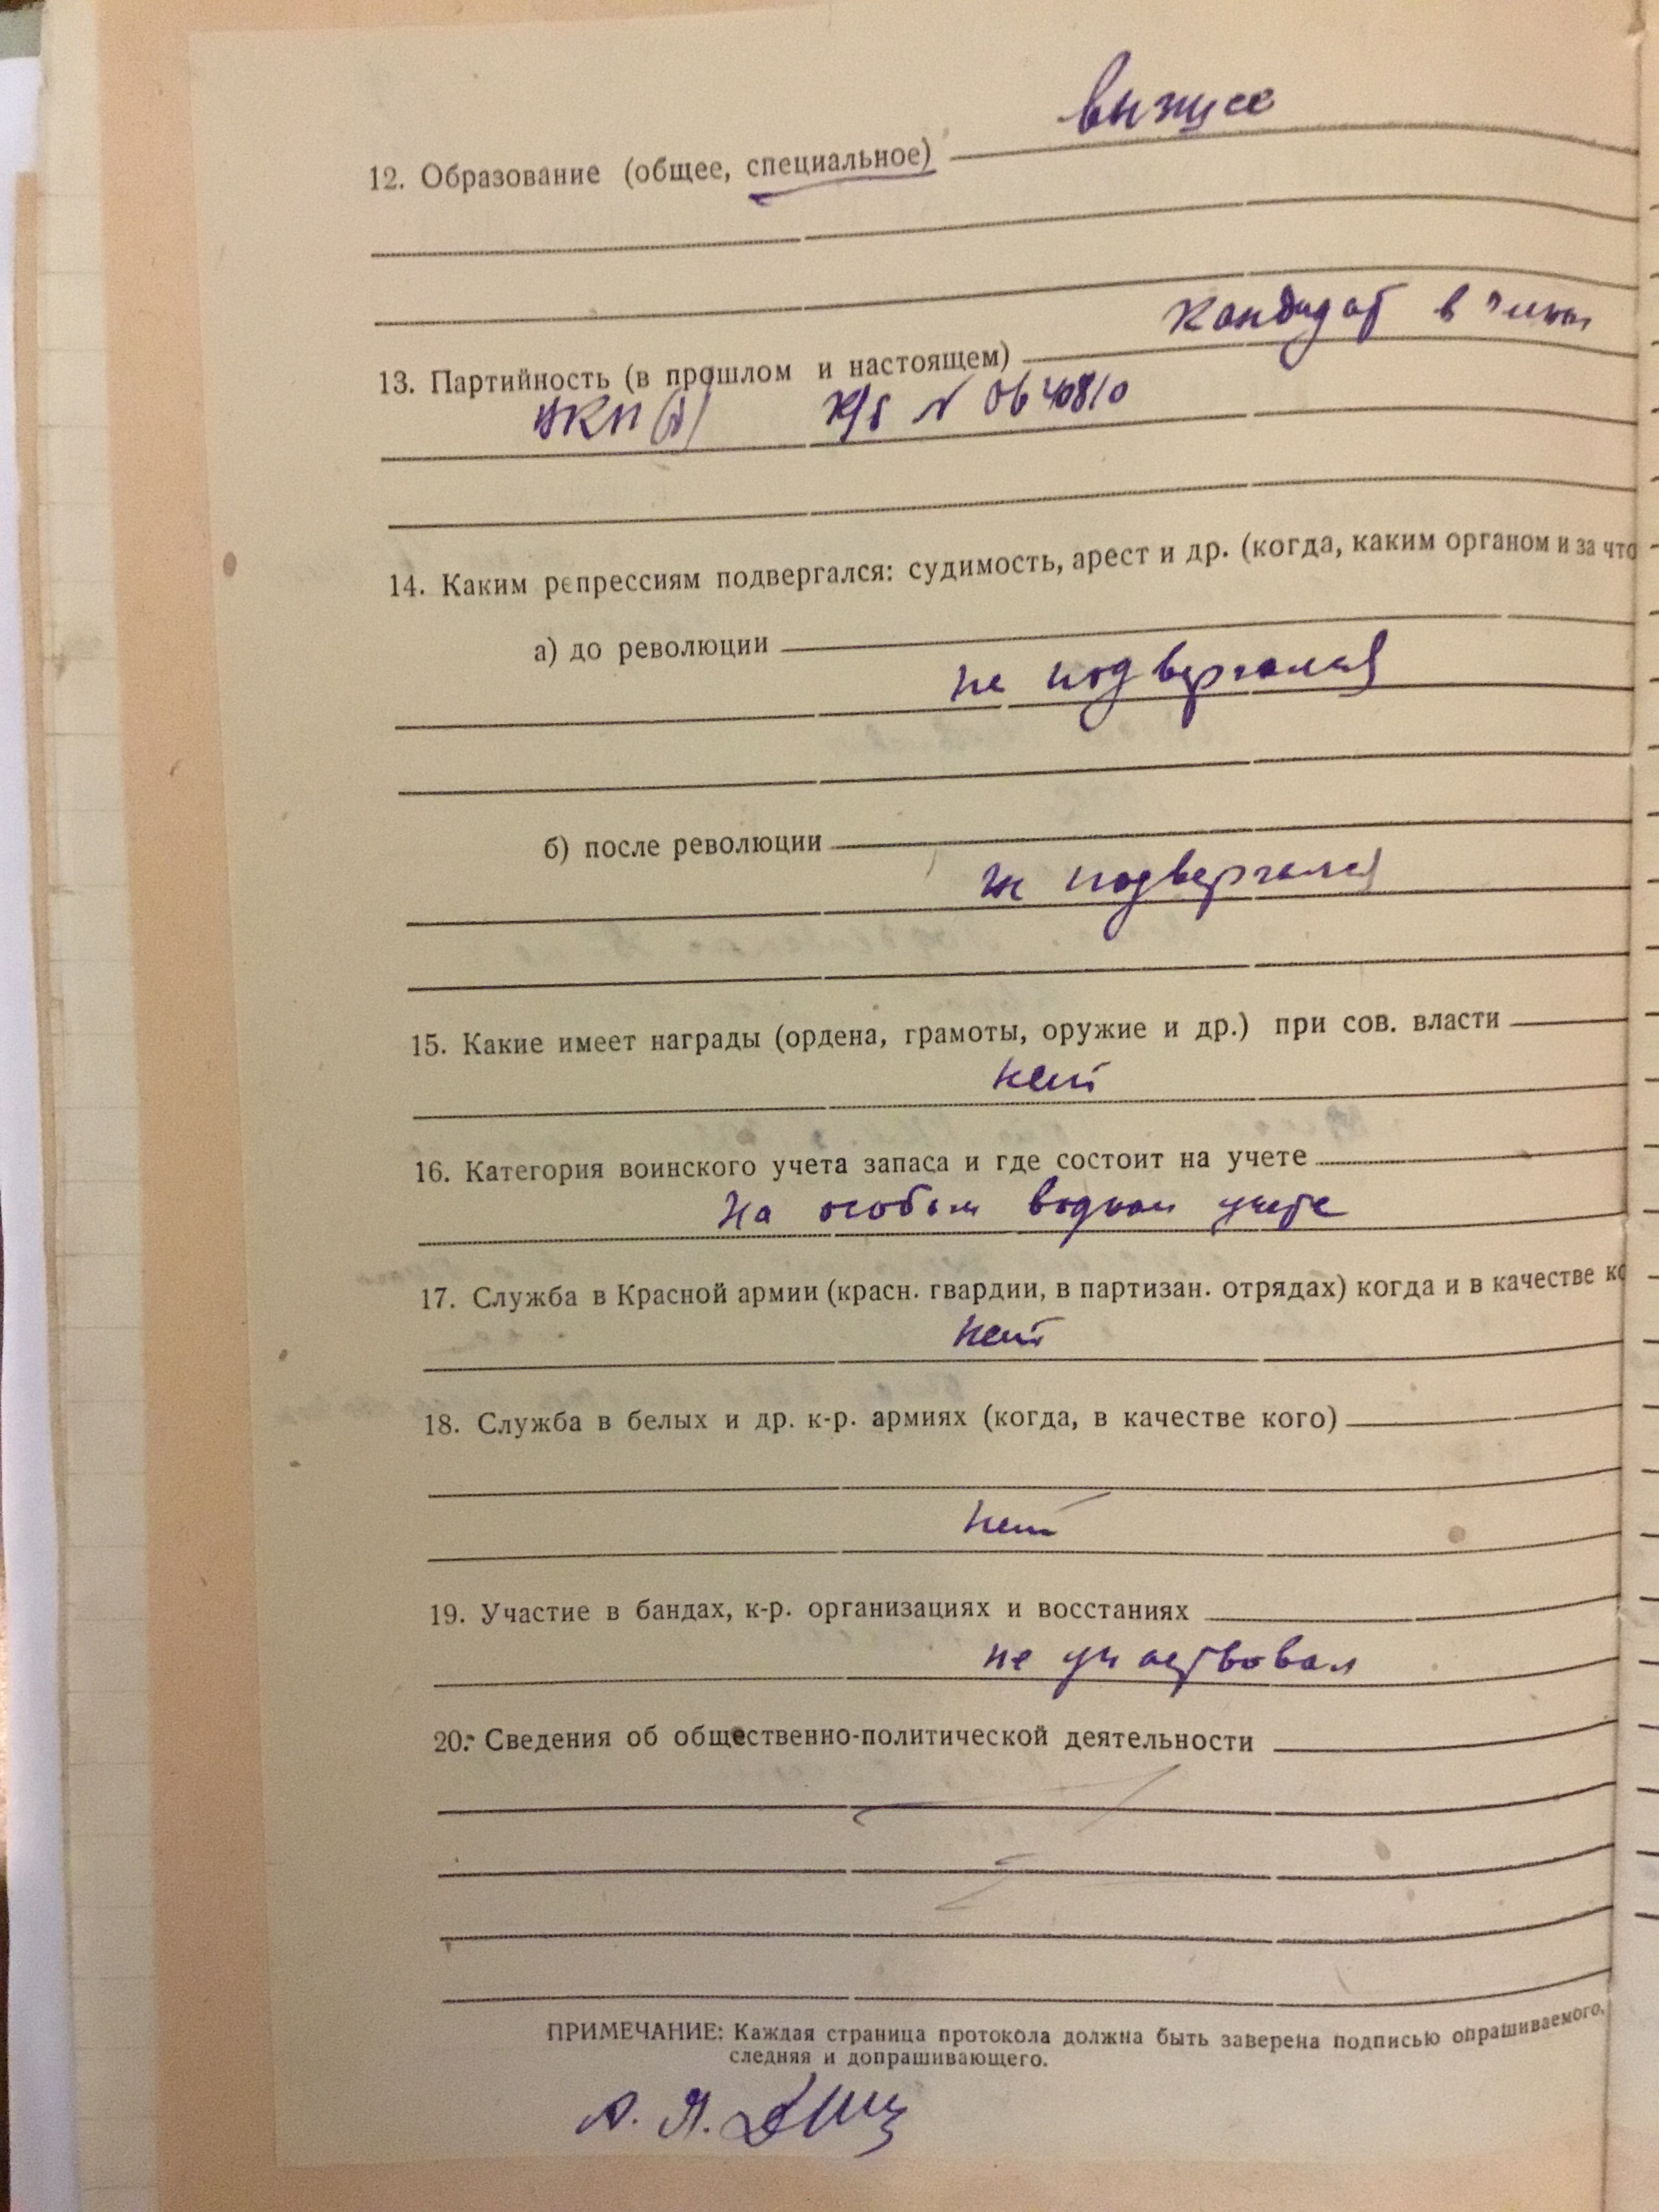 высшее
12. Образование (общее, специальное)
Кандидат в члены
13. Партийность (в прошлом и настоящем)
ВКП(б) К/к № 0640810
14. Каким репрессиям подвергался: судимость, арест и др. (когда, каким органом и за что
а) до революции
не подвергался
б) после революции
не подвергался
15. Какие имеет награды (ордена, грамоты, оружие и др.) при сов. власти
нет
16. Категория воинского учета запаса и где состоит на учете
На особом водном учете
17. Служба в Красной армии (красн. гвардии, в партизан. отрядах) когда и в качестве ко
нет
18. Служба в белых и др. к-р. армиях (когда, в качестве кого)
нет
19. Участие в бандах, к-р. организациях и восстаниях
не участвовал
20. Сведения об общественно-политической деятельности
ПРИМЕЧАНИЕ: Каждая страница протокола должна быть заверена подписью опрашиваемого,
следняя и допрашивающего.
А. Я.